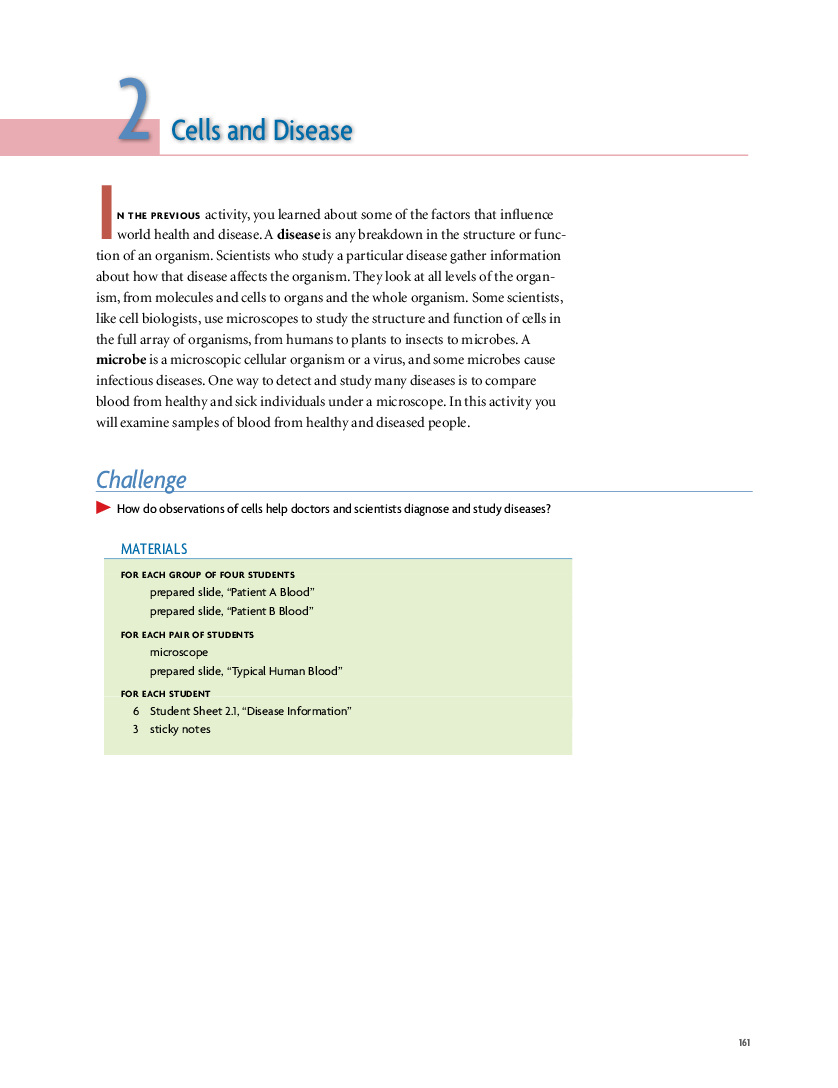 2 Cells and Disease
IN THE PREVIOUS activity, you learned about some of the factors that influence
world health and disease. A disease is any breakdown in the structure or func-
tion of an organism. Scientists who study a particular disease gather information
about how that disease affects the organism. They look at all levels of the organ-
ism, from molecules and cells to organs and the whole organism. Some scientists,
like cell biologists, use microscopes to study the structure and function of cells in
the full array of organisms, from humans to plants to insects to microbes. A
microbe is a microscopic cellular organism or a virus, and some microbes cause
infectious diseases. One way to detect and study many diseases is to compare
blood from healthy and sick individuals under a microscope. In this activity you
will examine samples of blood from healthy and diseased people.
Challenge
► How do observations of cells help doctors and scientists diagnose and study diseases?
MATERIALS
FOR EACH GROUP OF FOUR STUDENTS
prepared slide, “Patient A Blood”
prepared slide, “Patient B Blood”
FOR EACH PAIR OF STUDENTS
microscope
prepared slide, “Typical Human Blood”
FOR EACH STUDENT
6 Student Sheet 2.1, “Disease Information”
3 sticky notes
161